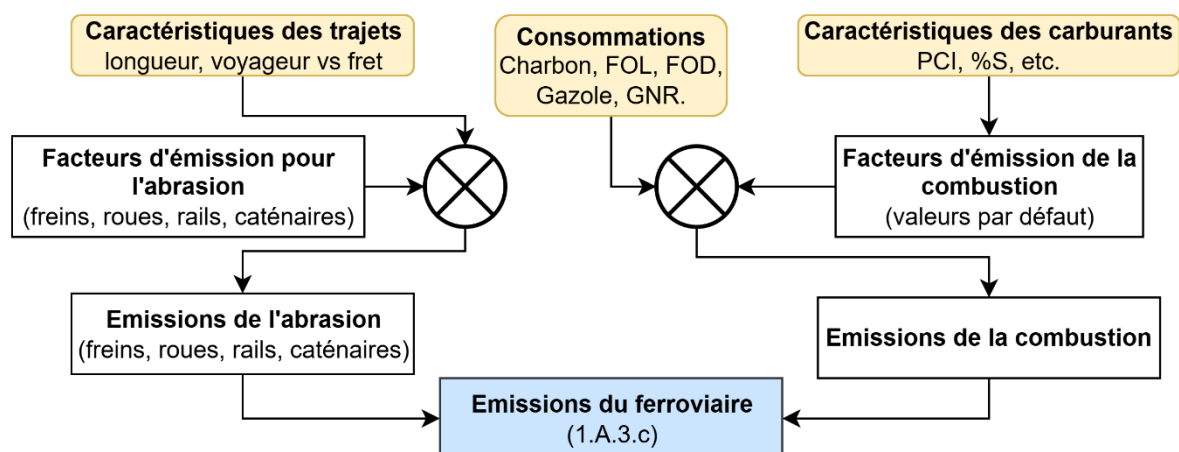 Caractéristiques des trajets
longueur, voyageur vs fret
Consommations
Charbon, FOL, FOD,
Gazole, GNR.
Caractéristiques des carburants
PCI, %S, etc.
Facteurs d'émission pour
l'abrasion
(freins, roues, rails, caténaires)
Facteurs d'émission de la
combustion
(valeurs par défaut)
Emissions de l'abrasion
(freins, roues, rails, caténaires)
Emissions de la combustion
Emissions du ferroviaire
(1.A.3.c)